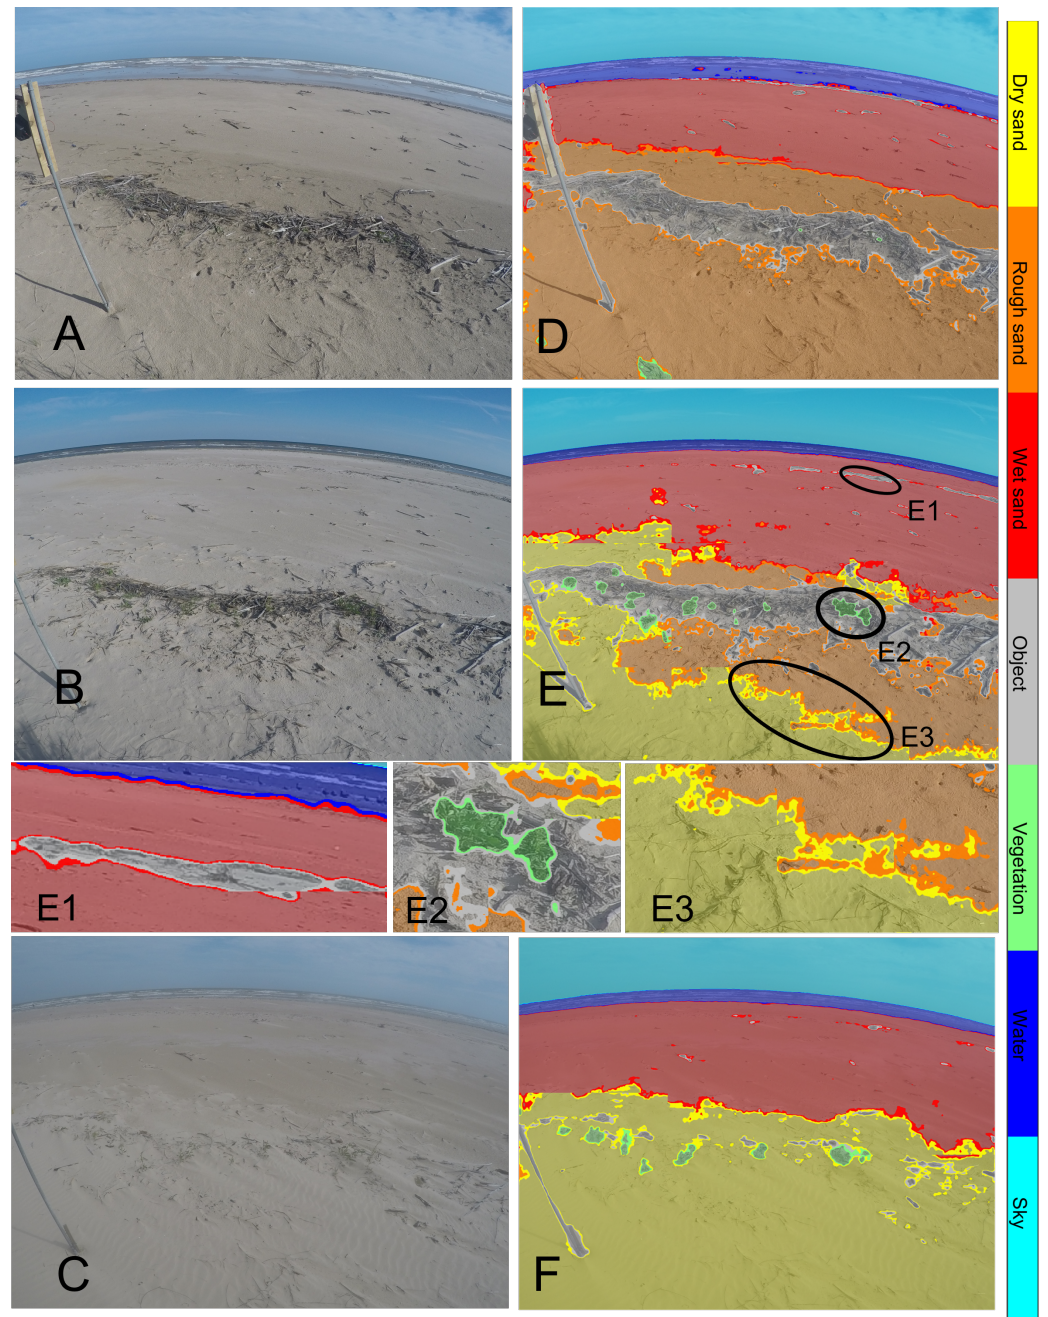 A
D
B
E
E1
E2
E3
E1
E2
E3
C
F
Dry sand
Rough sand
Wet sand
Object
Vegetation
Water
Sky